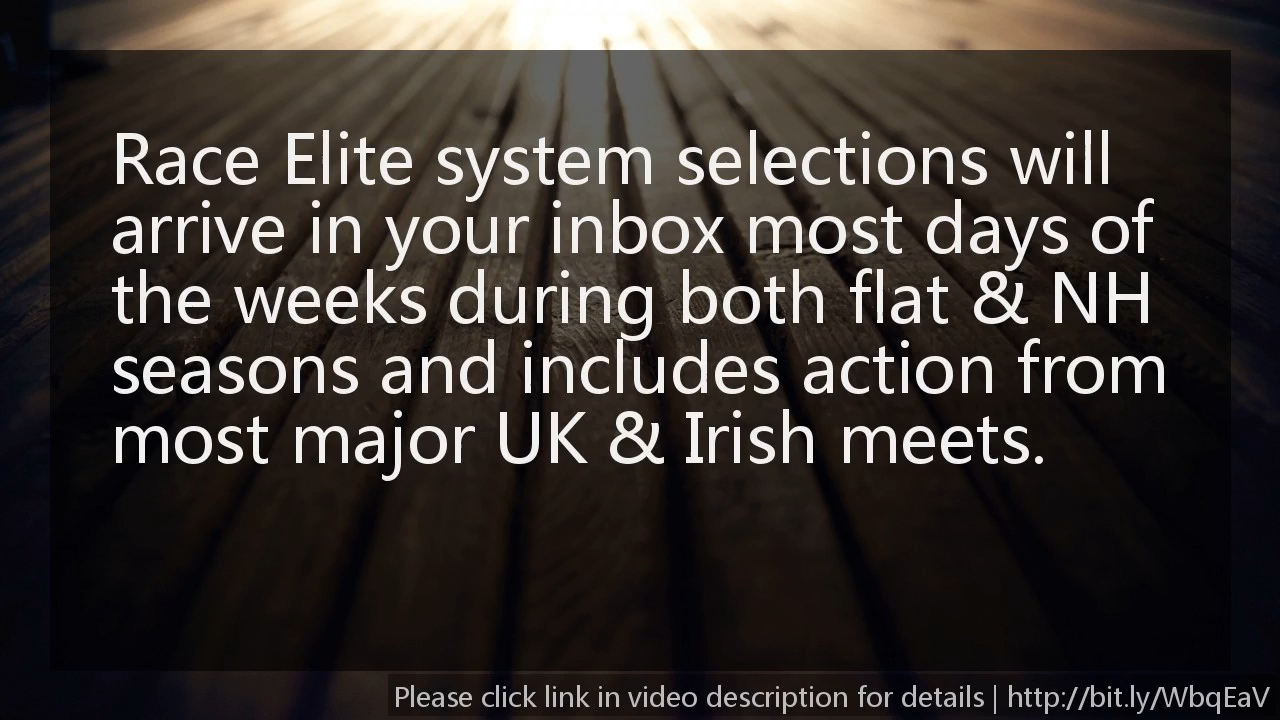 Race Elite system selections will
arrive in your inbox most days of
the weeks during both flat & NH
seasons and includes action from
most major UK & Irish meets.
Please click link in video description for details | http://bit.ly/WbqEaV